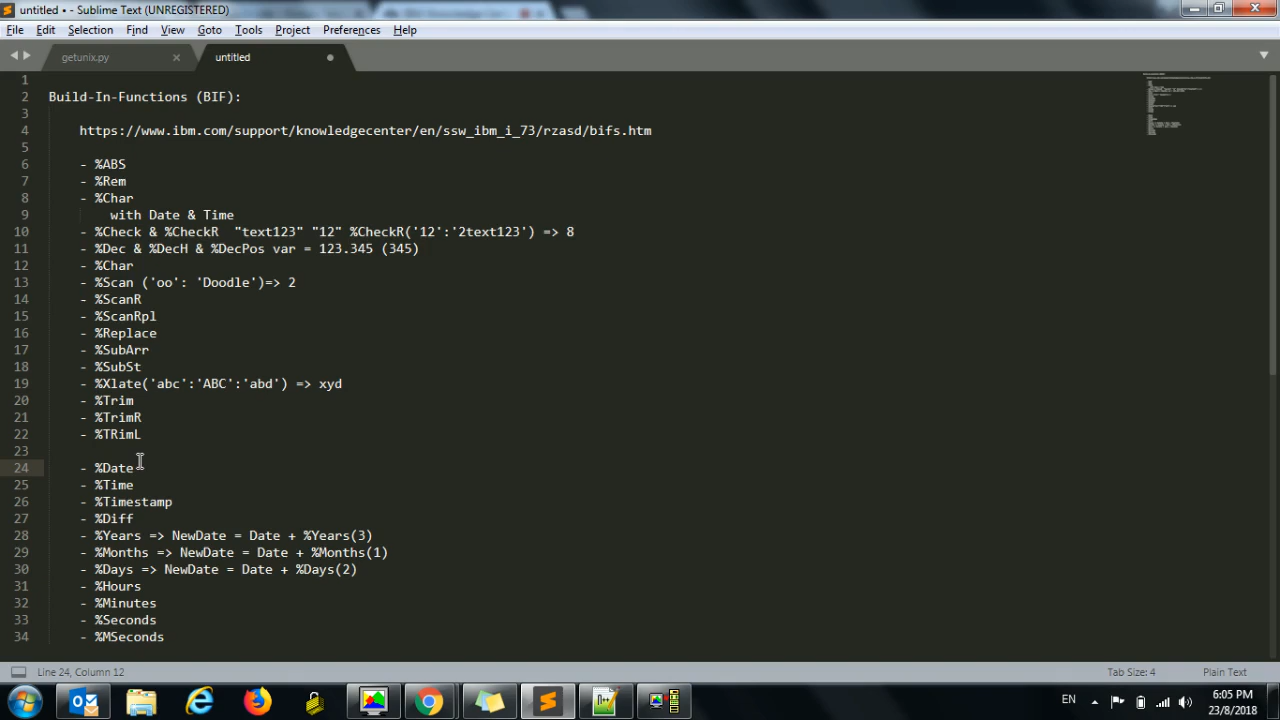 untitled • - Sublime Text (UNREGISTERED)
File Edit Selection Find View Goto Tools Project Preferences Help
getunix.py untitled
1
2 Build-In-Functions (BIF):
3
4 https://www.ibm.com/support/knowledgecenter/en/ssw_ibm_i_73/rzasd/bifs.htm
5
6 - %ABS
7 - %Rem
8 - %Char
9 with Date & Time
10 - %Check & %CheckR "text123" "12" %CheckR('12':'2text123') => 8
11 - %Dec & %DecH & %DecPos var = 123.345 (345)
12 - %Char
13 - %Scan ('oo': 'Doodle')=> 2
14 - %ScanR
15 - %ScanRpl
16 - %Replace
17 - %SubArr
18 - %SubSt
19 - %Xlate('abc':'ABC':'abd') => xyd
20 - %Trim
21 - %TrimR
22 - %TRimL
23
24 - %Date
25 - %Time
26 - %Timestamp
27 - %Diff
28 - %Years => NewDate = Date + %Years(3)
29 - %Months => NewDate = Date + %Months(1)
30 - %Days => NewDate = Date + %Days(2)
31 - %Hours
32 - %Minutes
33 - %Seconds
34 - %MSeconds
Line 24, Column 12 Tab Size: 4 Plain Text
EN 6:05 PM
23/8/2018